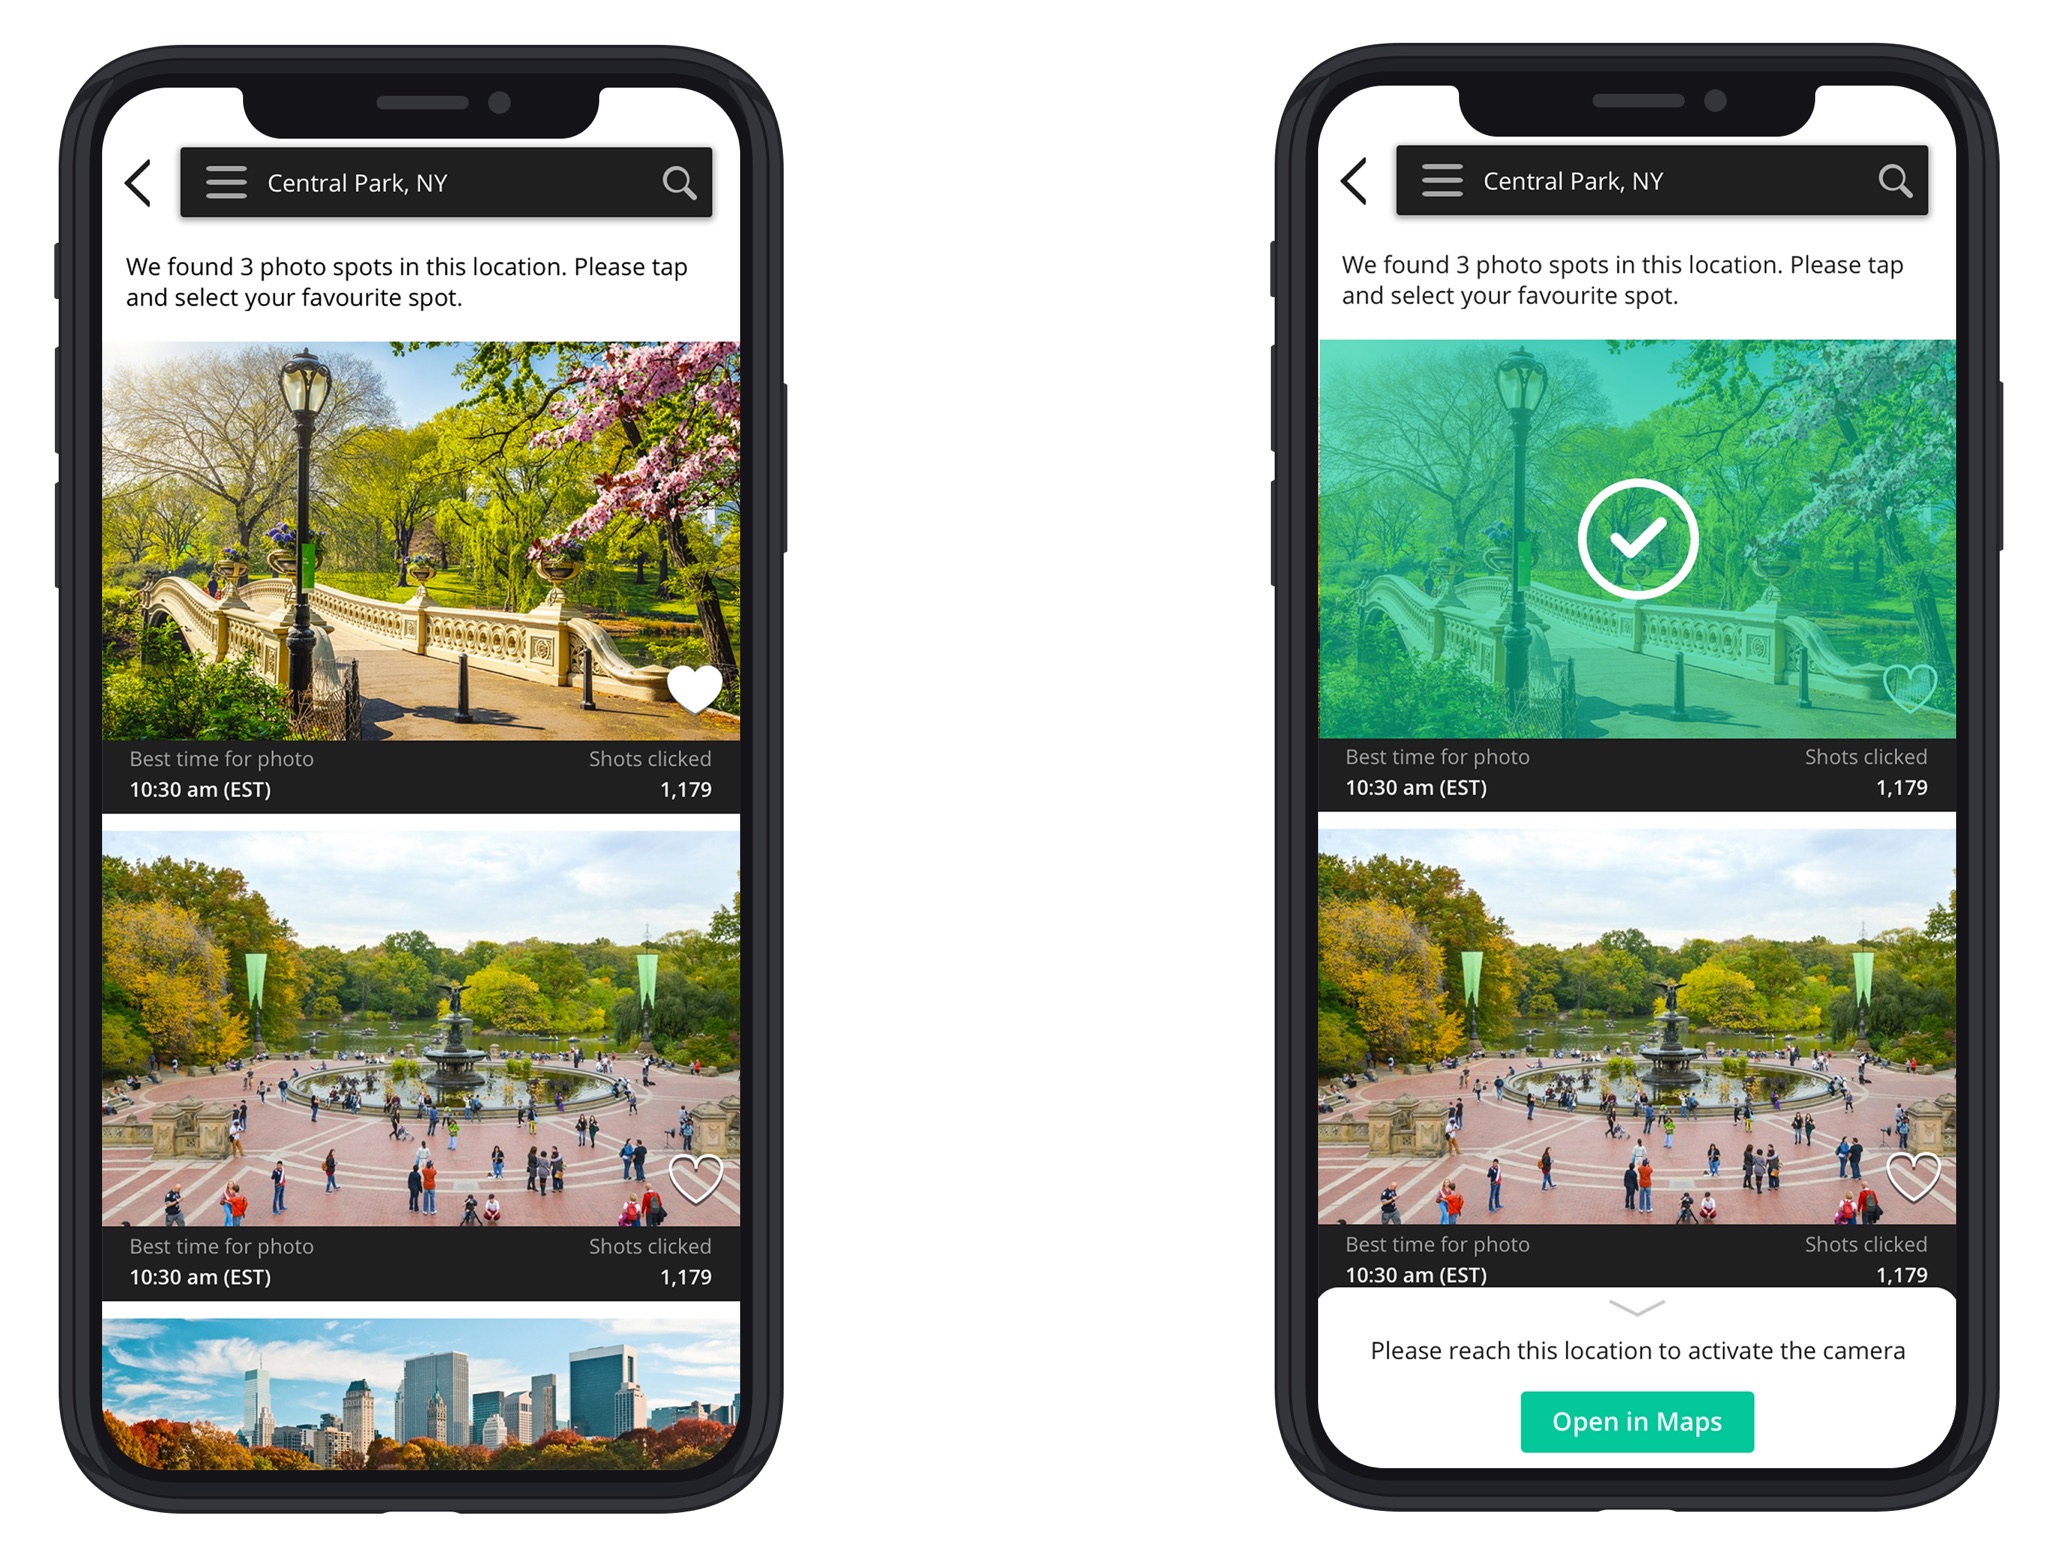 Central Park, NY
We found 3 photo spots in this location. Please tap
and select your favourite spot.
Best time for photo
Shots clicked
10:30 am (EST)
1,179
Best time for photo
Shots clicked
10:30 am (EST)
1,179
Central Park, NY
We found 3 photo spots in this location. Please tap
and select your favourite spot.
Best time for photo
Shots clicked
10:30 am (EST)
1,179
Best time for photo
Shots clicked
10:30 am (EST)
1,179
Please reach this location to activate the camera
Open in Maps